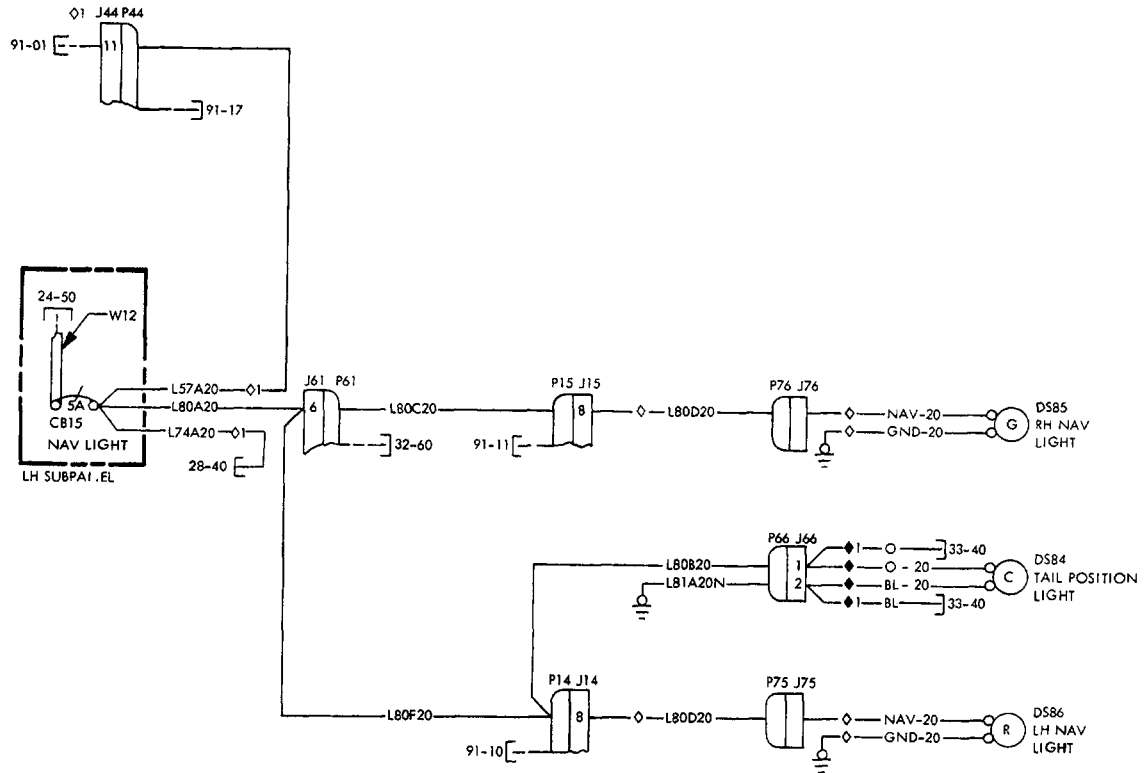 ◇1 J44 P44
91-01 11
91-17
24-50
W12
L57A20 ◇1
5A L80A20
CB15
L74A20 ◇1
NAV LIGHT
28-40
LH SUBPA
EL
J61 P61
6 L80C20
32-60
P15 J15
8 L80D20
91-11
P76 J76
NAV-20
GND-20
G
DS85
RH NAV
LIGHT
P66 J66
1 O 33-40
L80B20 1 O - 20
L81A20N 2 BL - 20
1 BL 33-40
C
DS84
TAIL POSITION
LIGHT
P14 J14
L80F20 8 L80D20
91-10
P75 J75
NAV-20
GND-20
R
DS86
LH NAV
LIGHT